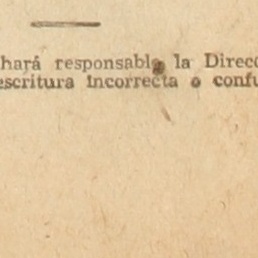 hará responsable la Direcc
escritura incorrecta o confu